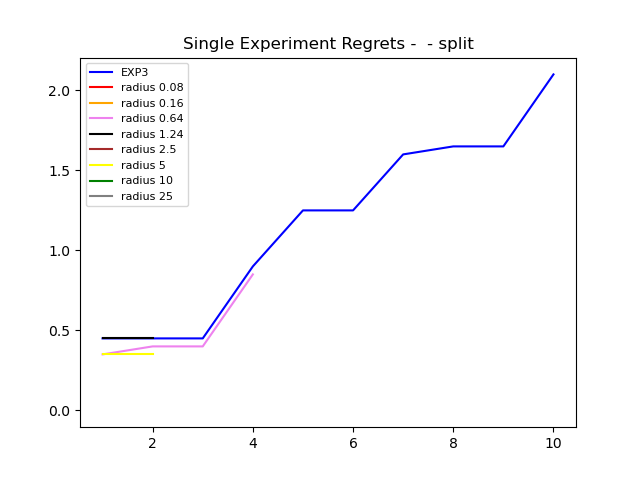 Single Experiment Regrets -  - split
EXP3
radius 0.08
radius 0.16
radius 0.64
radius 1.24
radius 2.5
radius 5
radius 10
radius 25
2.0
1.5
1.0
0.5
0.0
2 4 6 8 10